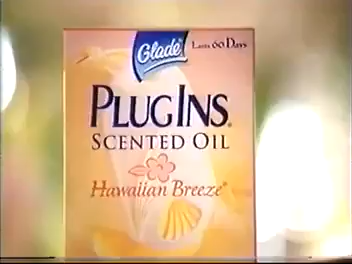 Glade®
Lasts 60 Days
PLUGINS®
SCENTED OIL
Hawaiian Breeze®